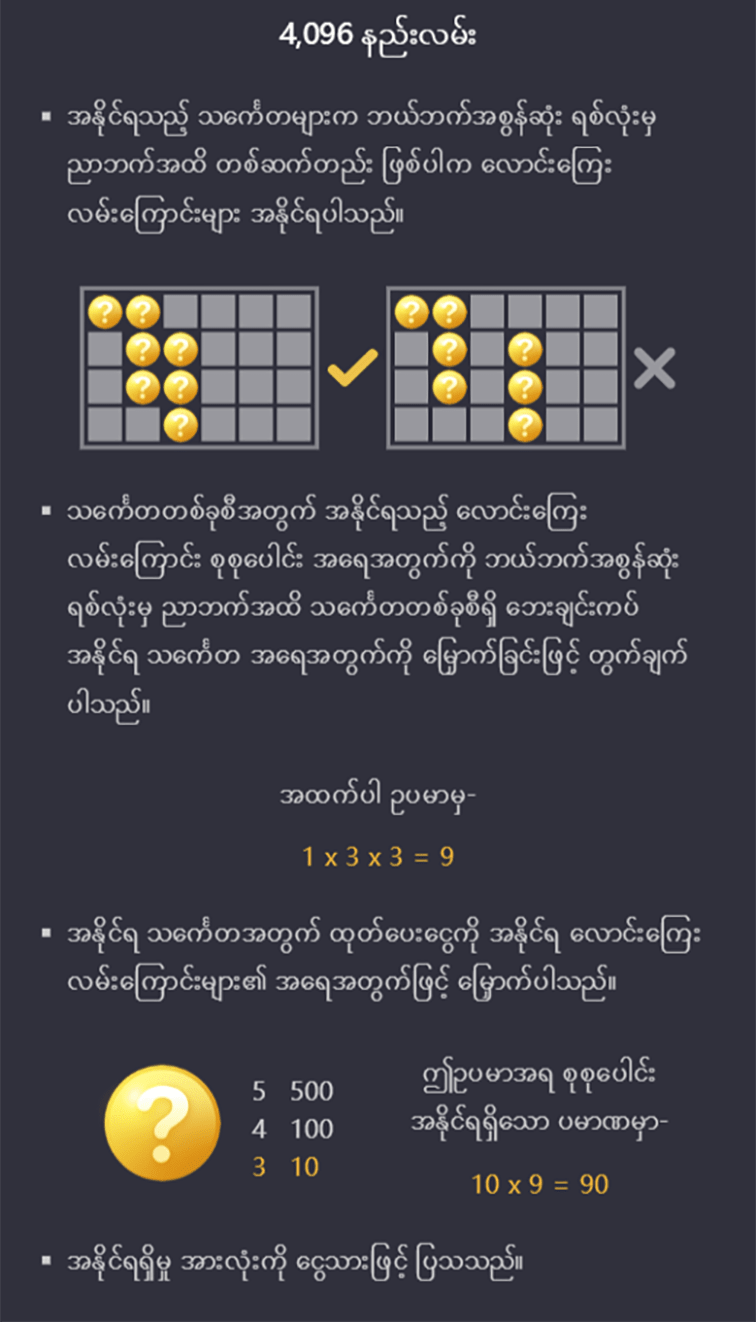 4,096 နည်းလမ်း
▪ အနိုင်ရသည့် သင်္ကေတများက ဘယ်ဘက်အစွန်ဆုံး ရစ်လုံးမှ
ညာဘက်အထိ တစ်ဆက်တည်း ဖြစ်ပါက လောင်းကြေး
လမ်းကြောင်းများ အနိုင်ရပါသည်။
▪ သင်္ကေတတစ်ခုစီအတွက် အနိုင်ရသည့် လောင်းကြေး
လမ်းကြောင်း စုစုပေါင်း အရေအတွက်ကို ဘယ်ဘက်အစွန်ဆုံး
ရစ်လုံးမှ ညာဘက်အထိ သင်္ကေတတစ်ခုစီရှိ ဘေးချင်းကပ်
အနိုင်ရ သင်္ကေတ အရေအတွက်ကို မြှောက်ခြင်းဖြင့် တွက်ချက်
ပါသည်။
အထက်ပါ ဥပမာမှ-
1 x 3 x 3 = 9
▪ အနိုင်ရ သင်္ကေတအတွက် ထုတ်ပေးငွေကို အနိုင်ရ လောင်းကြေး
လမ်းကြောင်းများ၏ အရေအတွက်ဖြင့် မြှောက်ပါသည်။
5 500
4 100
3 10
ဤဥပမာအရ စုစုပေါင်း
အနိုင်ရရှိသော ပမာဏမှာ-
10 x 9 = 90
▪ အနိုင်ရရှိမှု အားလုံးကို ငွေသားဖြင့် ပြသသည်။